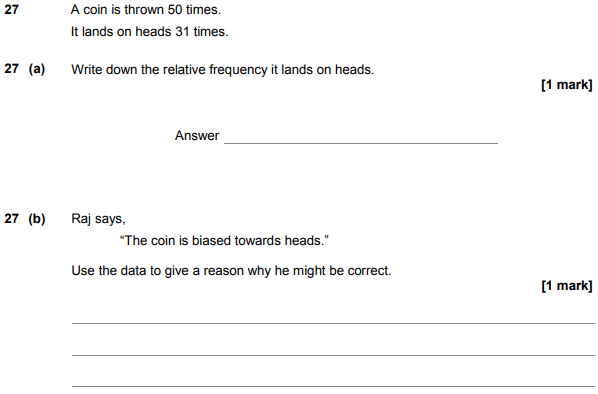 27 A coin is thrown 50 times.
It lands on heads 31 times.
27 (a) Write down the relative frequency it lands on heads.
[1 mark]
Answer
27 (b) Raj says,
“The coin is biased towards heads.”
Use the data to give a reason why he might be correct.
[1 mark]